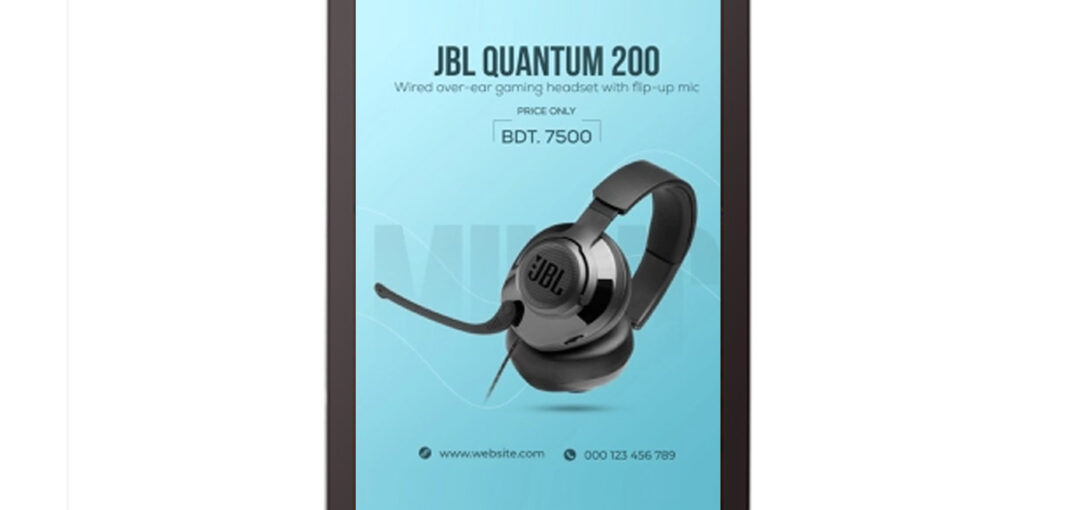 JBL QUANTUM 200
Wired over-ear gaming headset with flip-up mic
PRICE ONLY
BDT. 7500
JBL
www.website.com
000 123 456 789